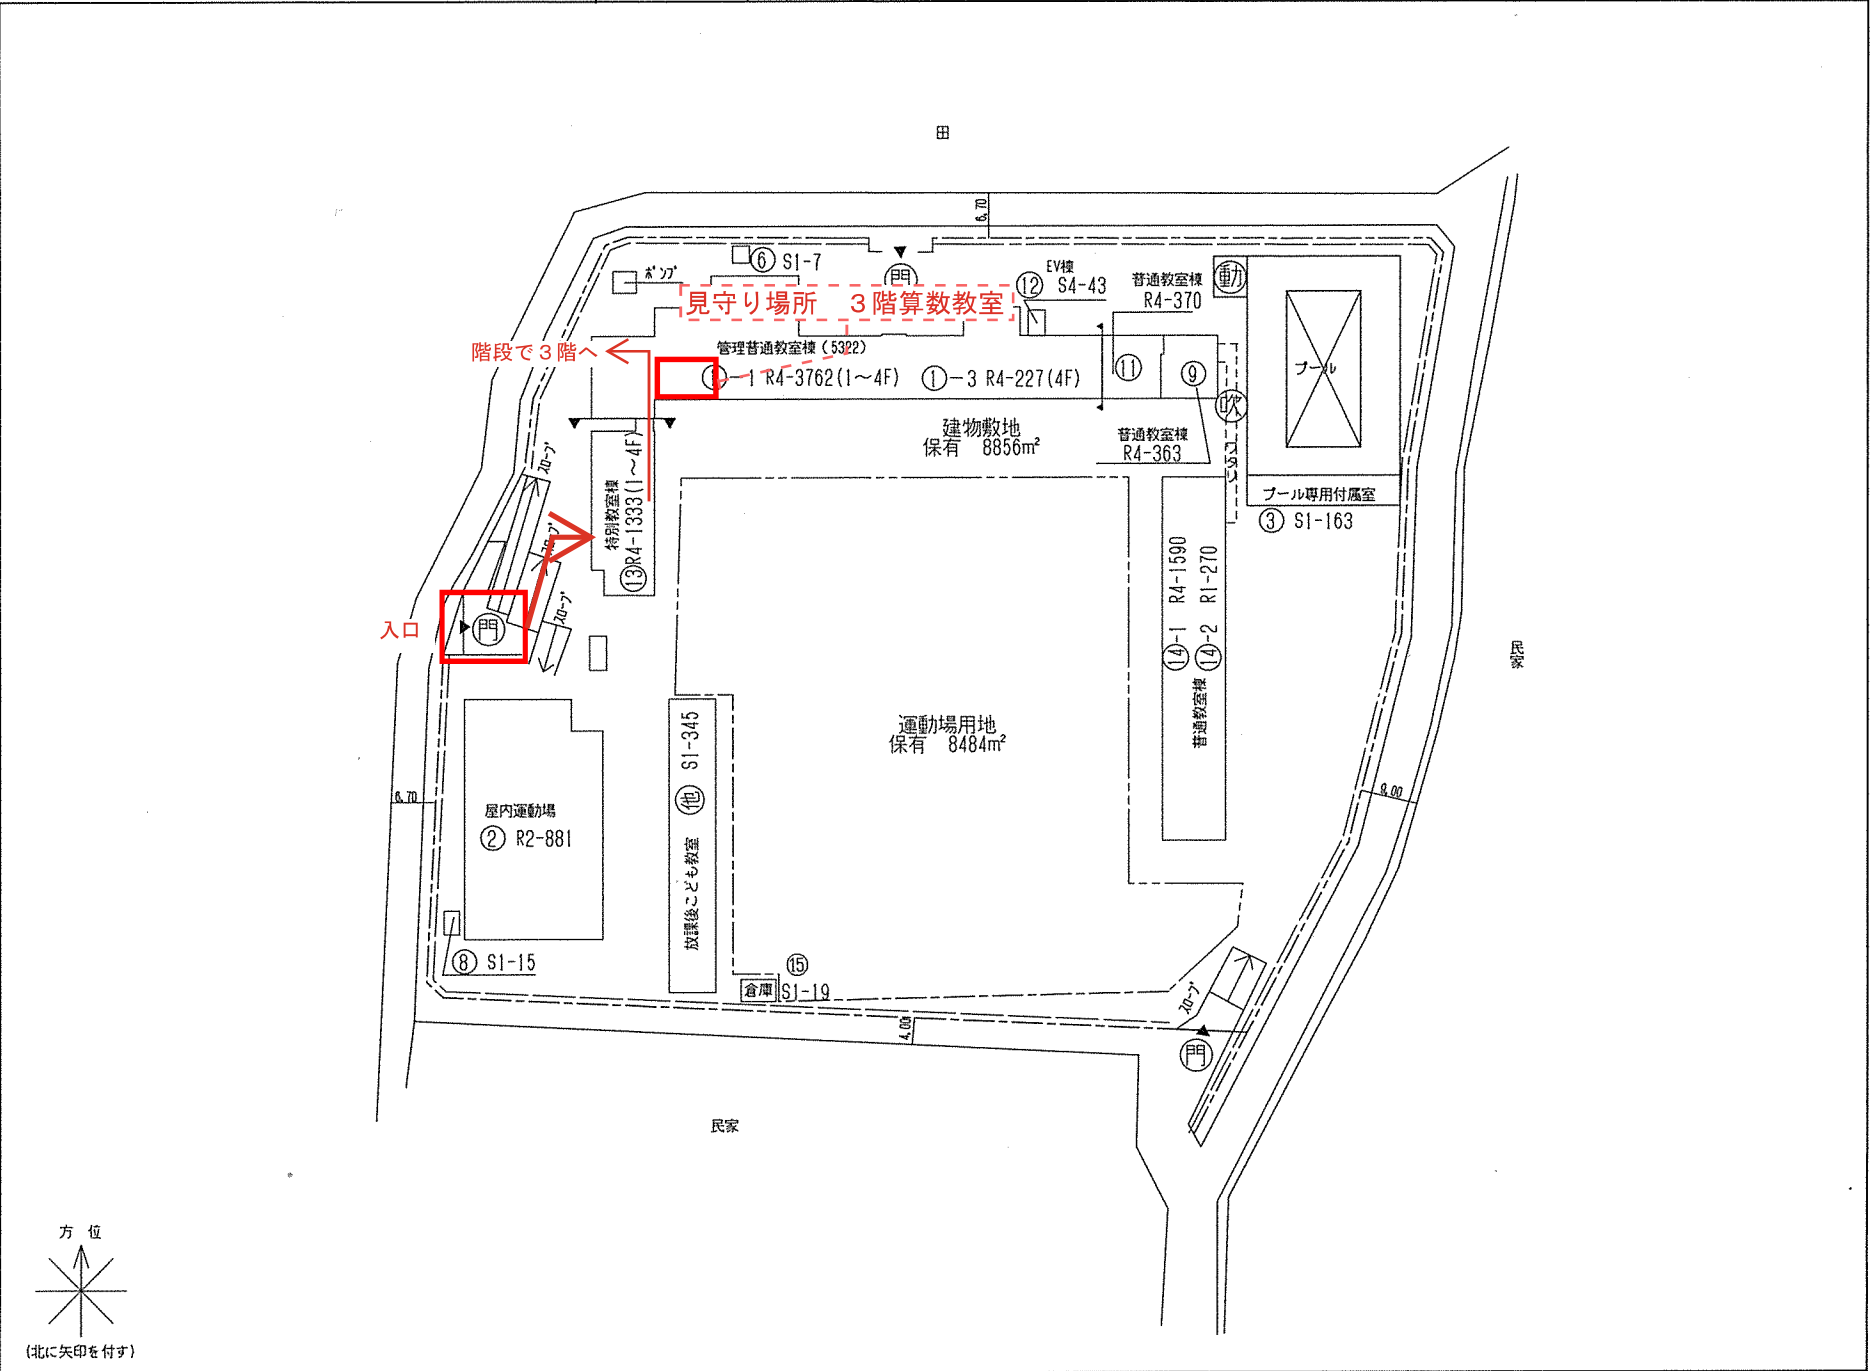 田
6,70
⑥ S1-7
ポンプ
門
見守り場所　３階算数教室
EV棟
⑫ S4-43
普通教室棟
R4-370
動
階段で３階へ
管理普通教室棟（5322）
①－1 R4-3762(1～4F)
①－3 R4-227(4F)
⑪
⑨
プール
吹
建物敷地
保有　8856㎡
普通教室棟
R4-363
ワタリ
プール専用付属室
③ S1-163
スロープ
スロープ
スロープ
特別教室棟
⑬R4-1333(1～4F)
入口
門
⑭-1 R4-1590
⑭-2 R1-270
普通教室棟
民家
運動場用地
保有　8484㎡
放課後こども教室 他 S1-345
6,70
9,00
屋内運動場
② R2-881
⑧ S1-15
⑮
倉庫
S1-19
4,00
スロープ
門
民家
方 位
(北に矢印を付す)